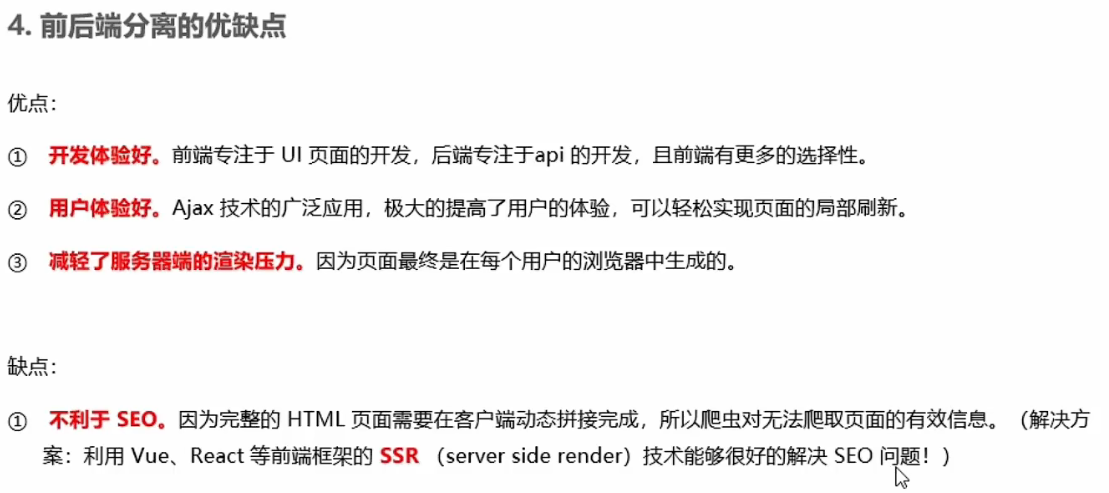 4. 前后端分离的优缺点
优点：
① 开发体验好。前端专注于 UI 页面的开发，后端专注于api 的开发，且前端有更多的选择性。
② 用户体验好。Ajax 技术的广泛应用，极大的提高了用户的体验，可以轻松实现页面的局部刷新。
③ 减轻了服务器端的渲染压力。因为页面最终是在每个用户的浏览器中生成的。
缺点：
① 不利于 SEO。因为完整的 HTML 页面需要在客户端动态拼接完成，所以爬虫对无法爬取页面的有效信息。（解决方
案：利用 Vue、React 等前端框架的 SSR （server side render）技术能够很好的解决 SEO 问题！）